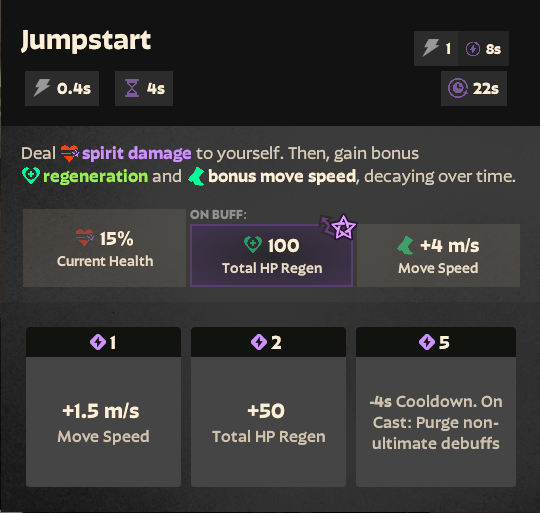 Jumpstart
1 8s
0.4s 4s 22s
Deal spirit damage to yourself. Then, gain bonus
regeneration and bonus move speed, decaying over time.
ON BUFF:
15% 100 +4 m/s
Current Health Total HP Regen Move Speed
1 2 5
+1.5 m/s
Move Speed
+50
Total HP Regen
-4s Cooldown. On
Cast: Purge non-
ultimate debuffs